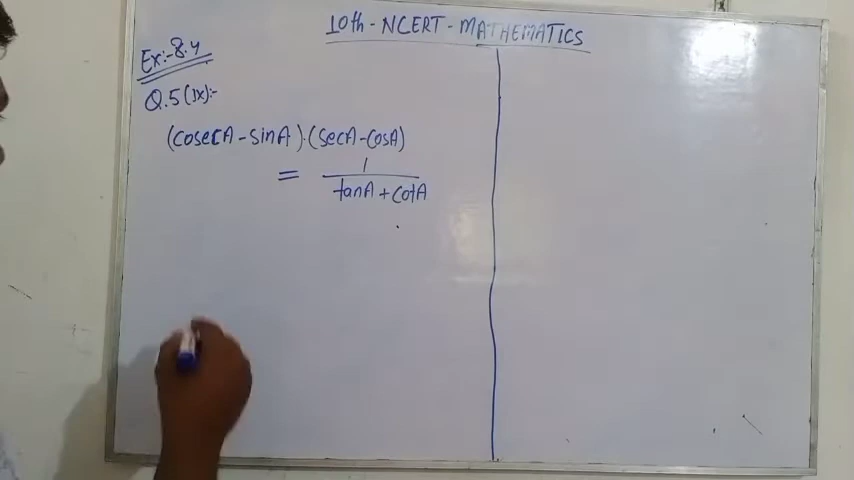 10th-NCERT-MATHEMATICS
Ex:-8.4
Q.5(ix):-
(cosecA-sinA).(secA-cosA)
= 1
tanA+cotA